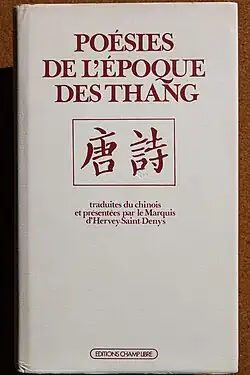 POÉSIES
DE L'ÉPOQUE
DES THANG
唐詩
traduites du chinois
et présentées par le Marquis
d'Hervey-Saint-Denys
EDITIONS CHAMP LIBRE